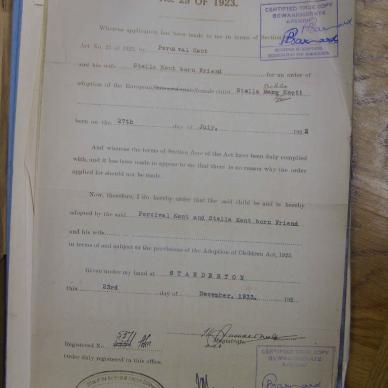 No. 25 OF 1923.
CERTIFIED TRUE COPY
BEWAARDER/STE
Whereas application has been made to me in terms of Section
Act No. 25 of 1923, by Percival Kent
and his wife Stella Kent born Friend for an order of
adoption of the European female child Stella
born on the 27th day of July, 193
And whereas the terms of Section four of the Act have been duly complied
with, and it has been made to appear to me that there is no reason why the order
applied for should not be made.
Now, therefore, I do hereby order that the said child be and is hereby
adopted by the said Percival Kent and Stella Kent born Friend
and his wife
in terms of and subject to the provisions of the Adoption of Children Act, 1923.
Given under my hand at STANDERTON
this 23rd day of December, 1933. 192
Magistrate
Registered No. 5371
Order duly registered in this office.
CERTIFIED TRUE COPY
BEWAARDER/STE